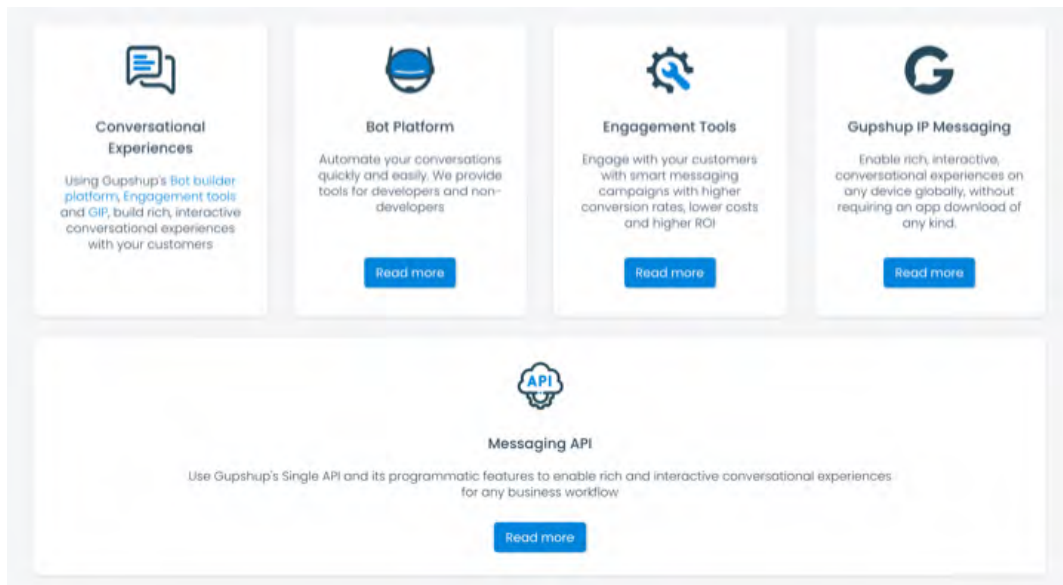 Conversational
Experiences
Using Gupshup's Bot builder
platform, Engagement tools
and GIP, build rich, interactive
conversational experiences
with your customers
Bot Platform
Automate your conversations
quickly and easily. We provide
tools for developers and non-
developers
Read more
Engagement Tools
Engage with your customers
with smart messaging
campaigns with higher
conversion rates, lower costs
and higher ROI
Read more
Gupshup IP Messaging
Enable rich, interactive,
conversational experiences on
any device globally, without
requiring an app download of
any kind.
Read more
API
Messaging API
Use Gupshup's Single API and its programmatic features to enable rich and interactive conversational experiences
for any business workflow
Read more